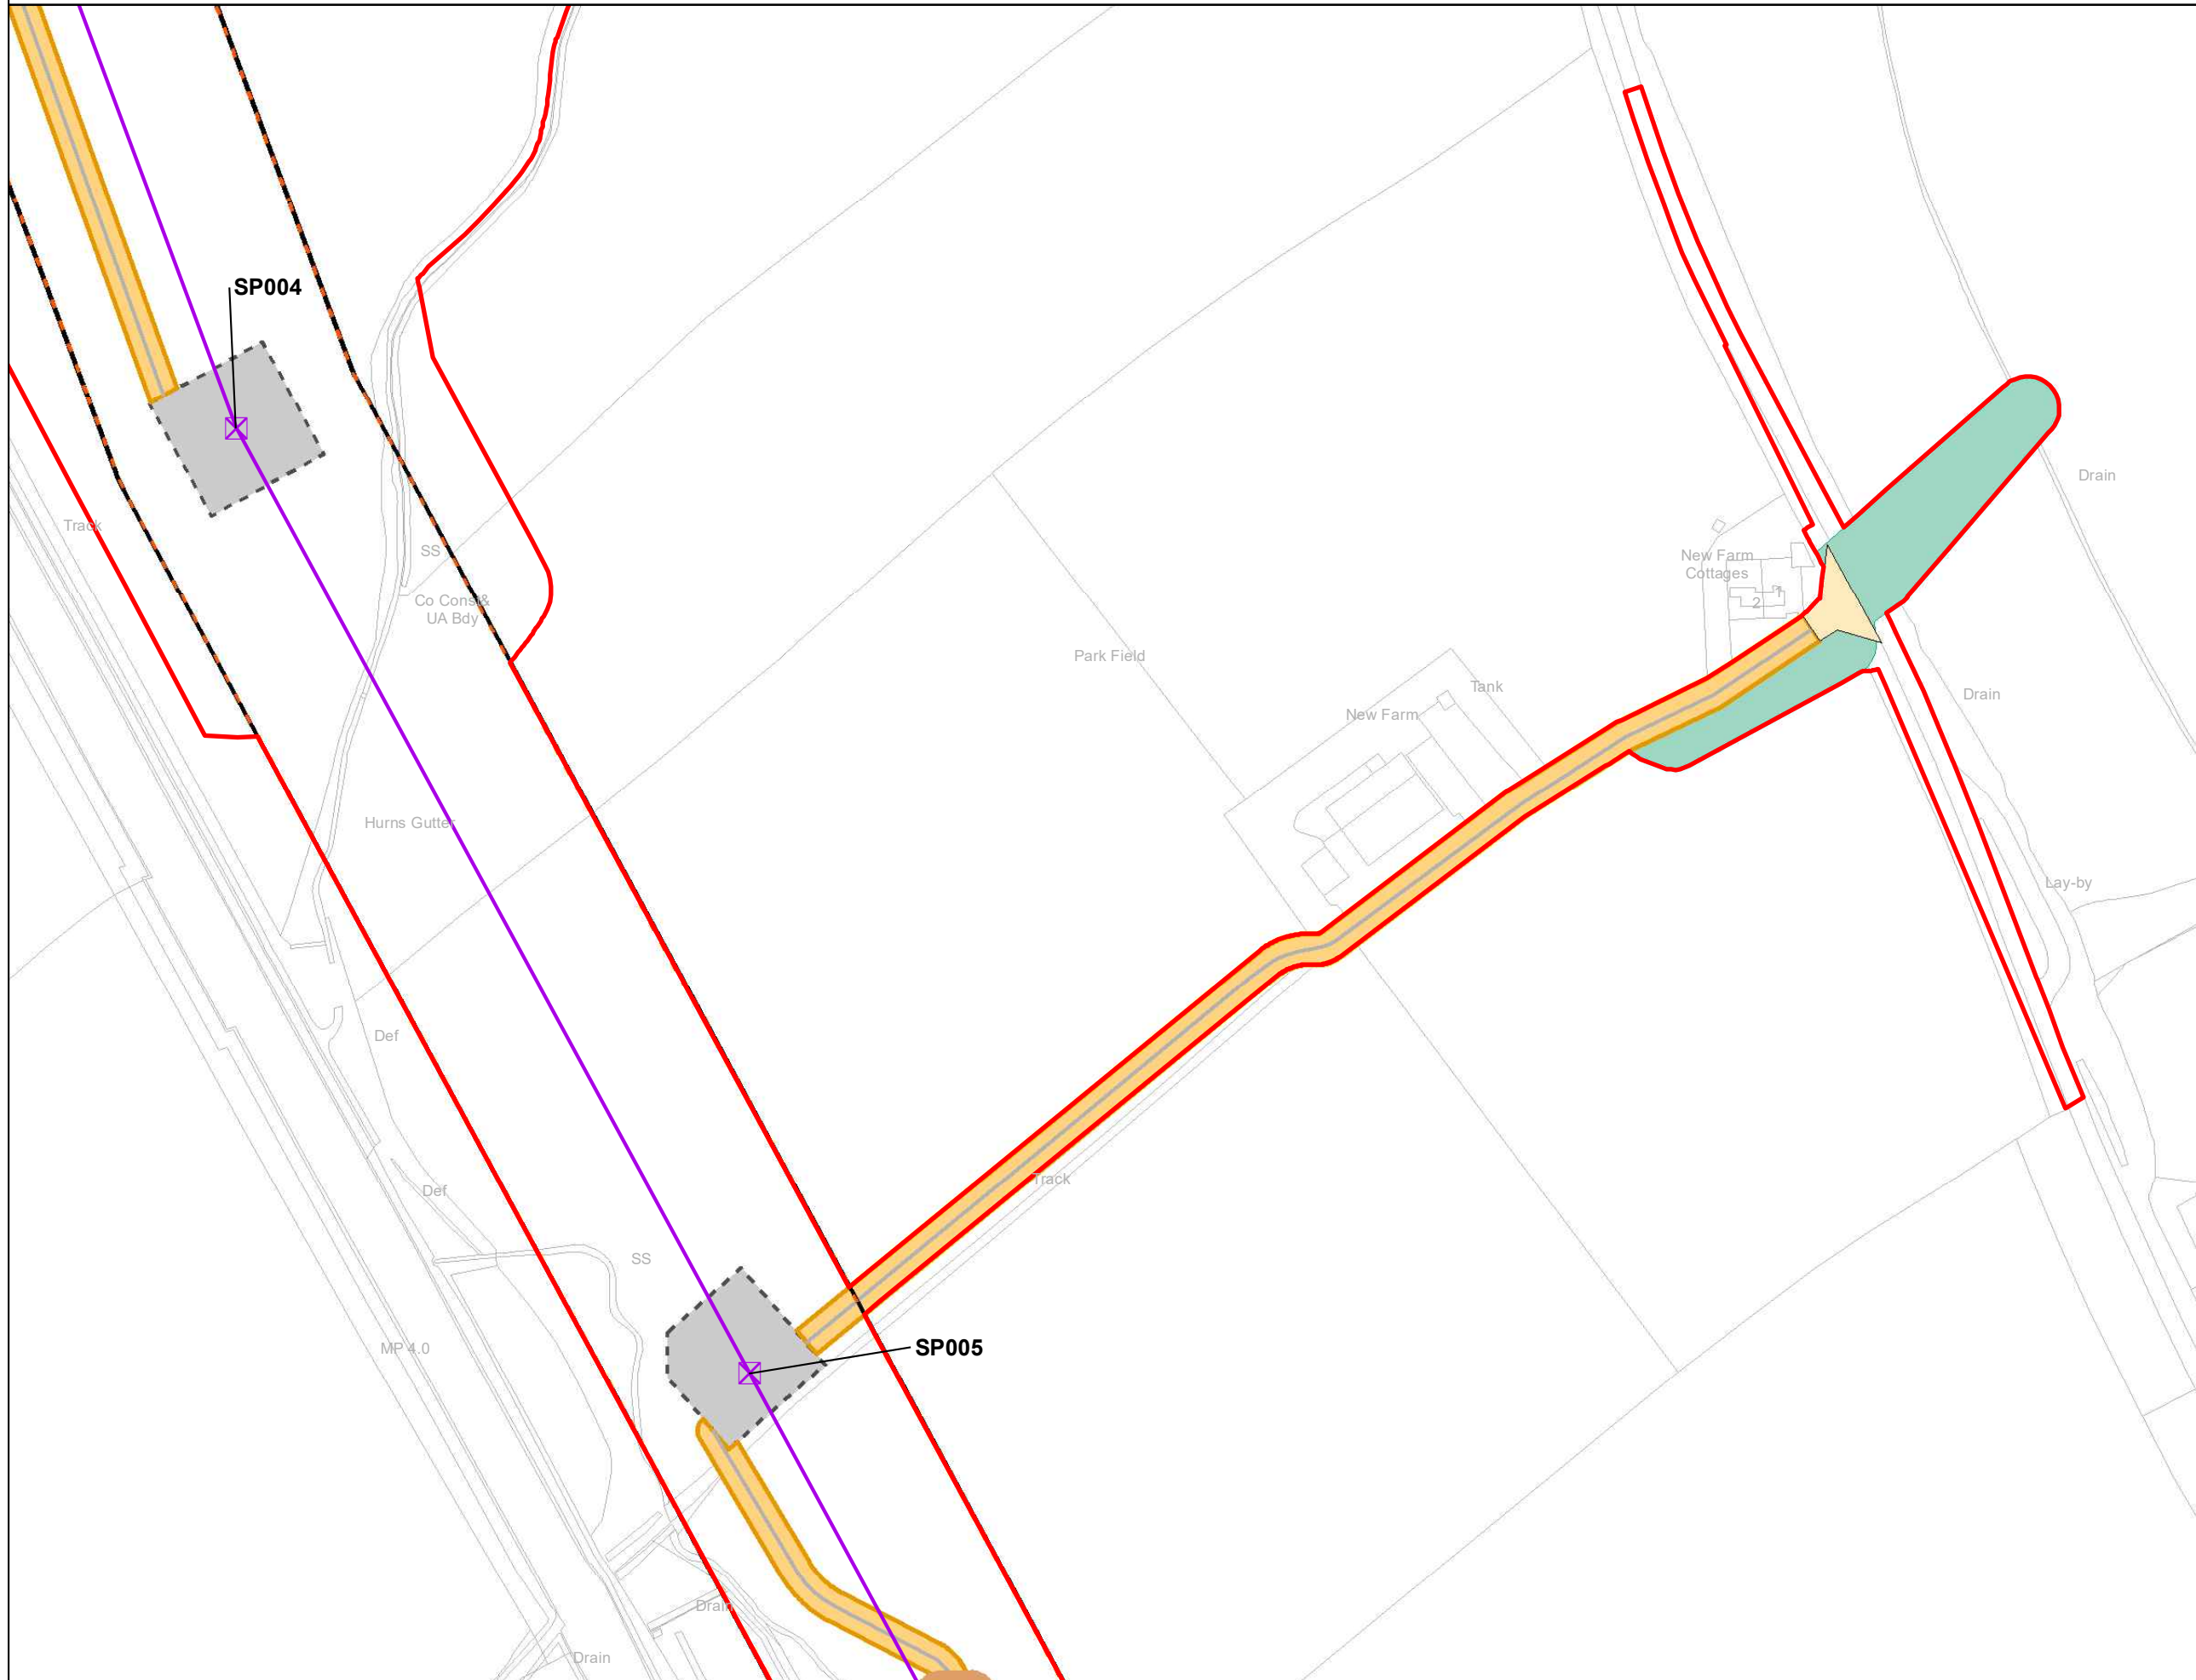 SP004
Drain
Track
SS
New Farm
Cottages
1
2
Co Const &
UA Bdy
Park Field
Tank
Drain
New Farm
Hurns Gutter
Lay-by
Def
Track
Def
SS
MP 4.0
SP005
Drain
Drain